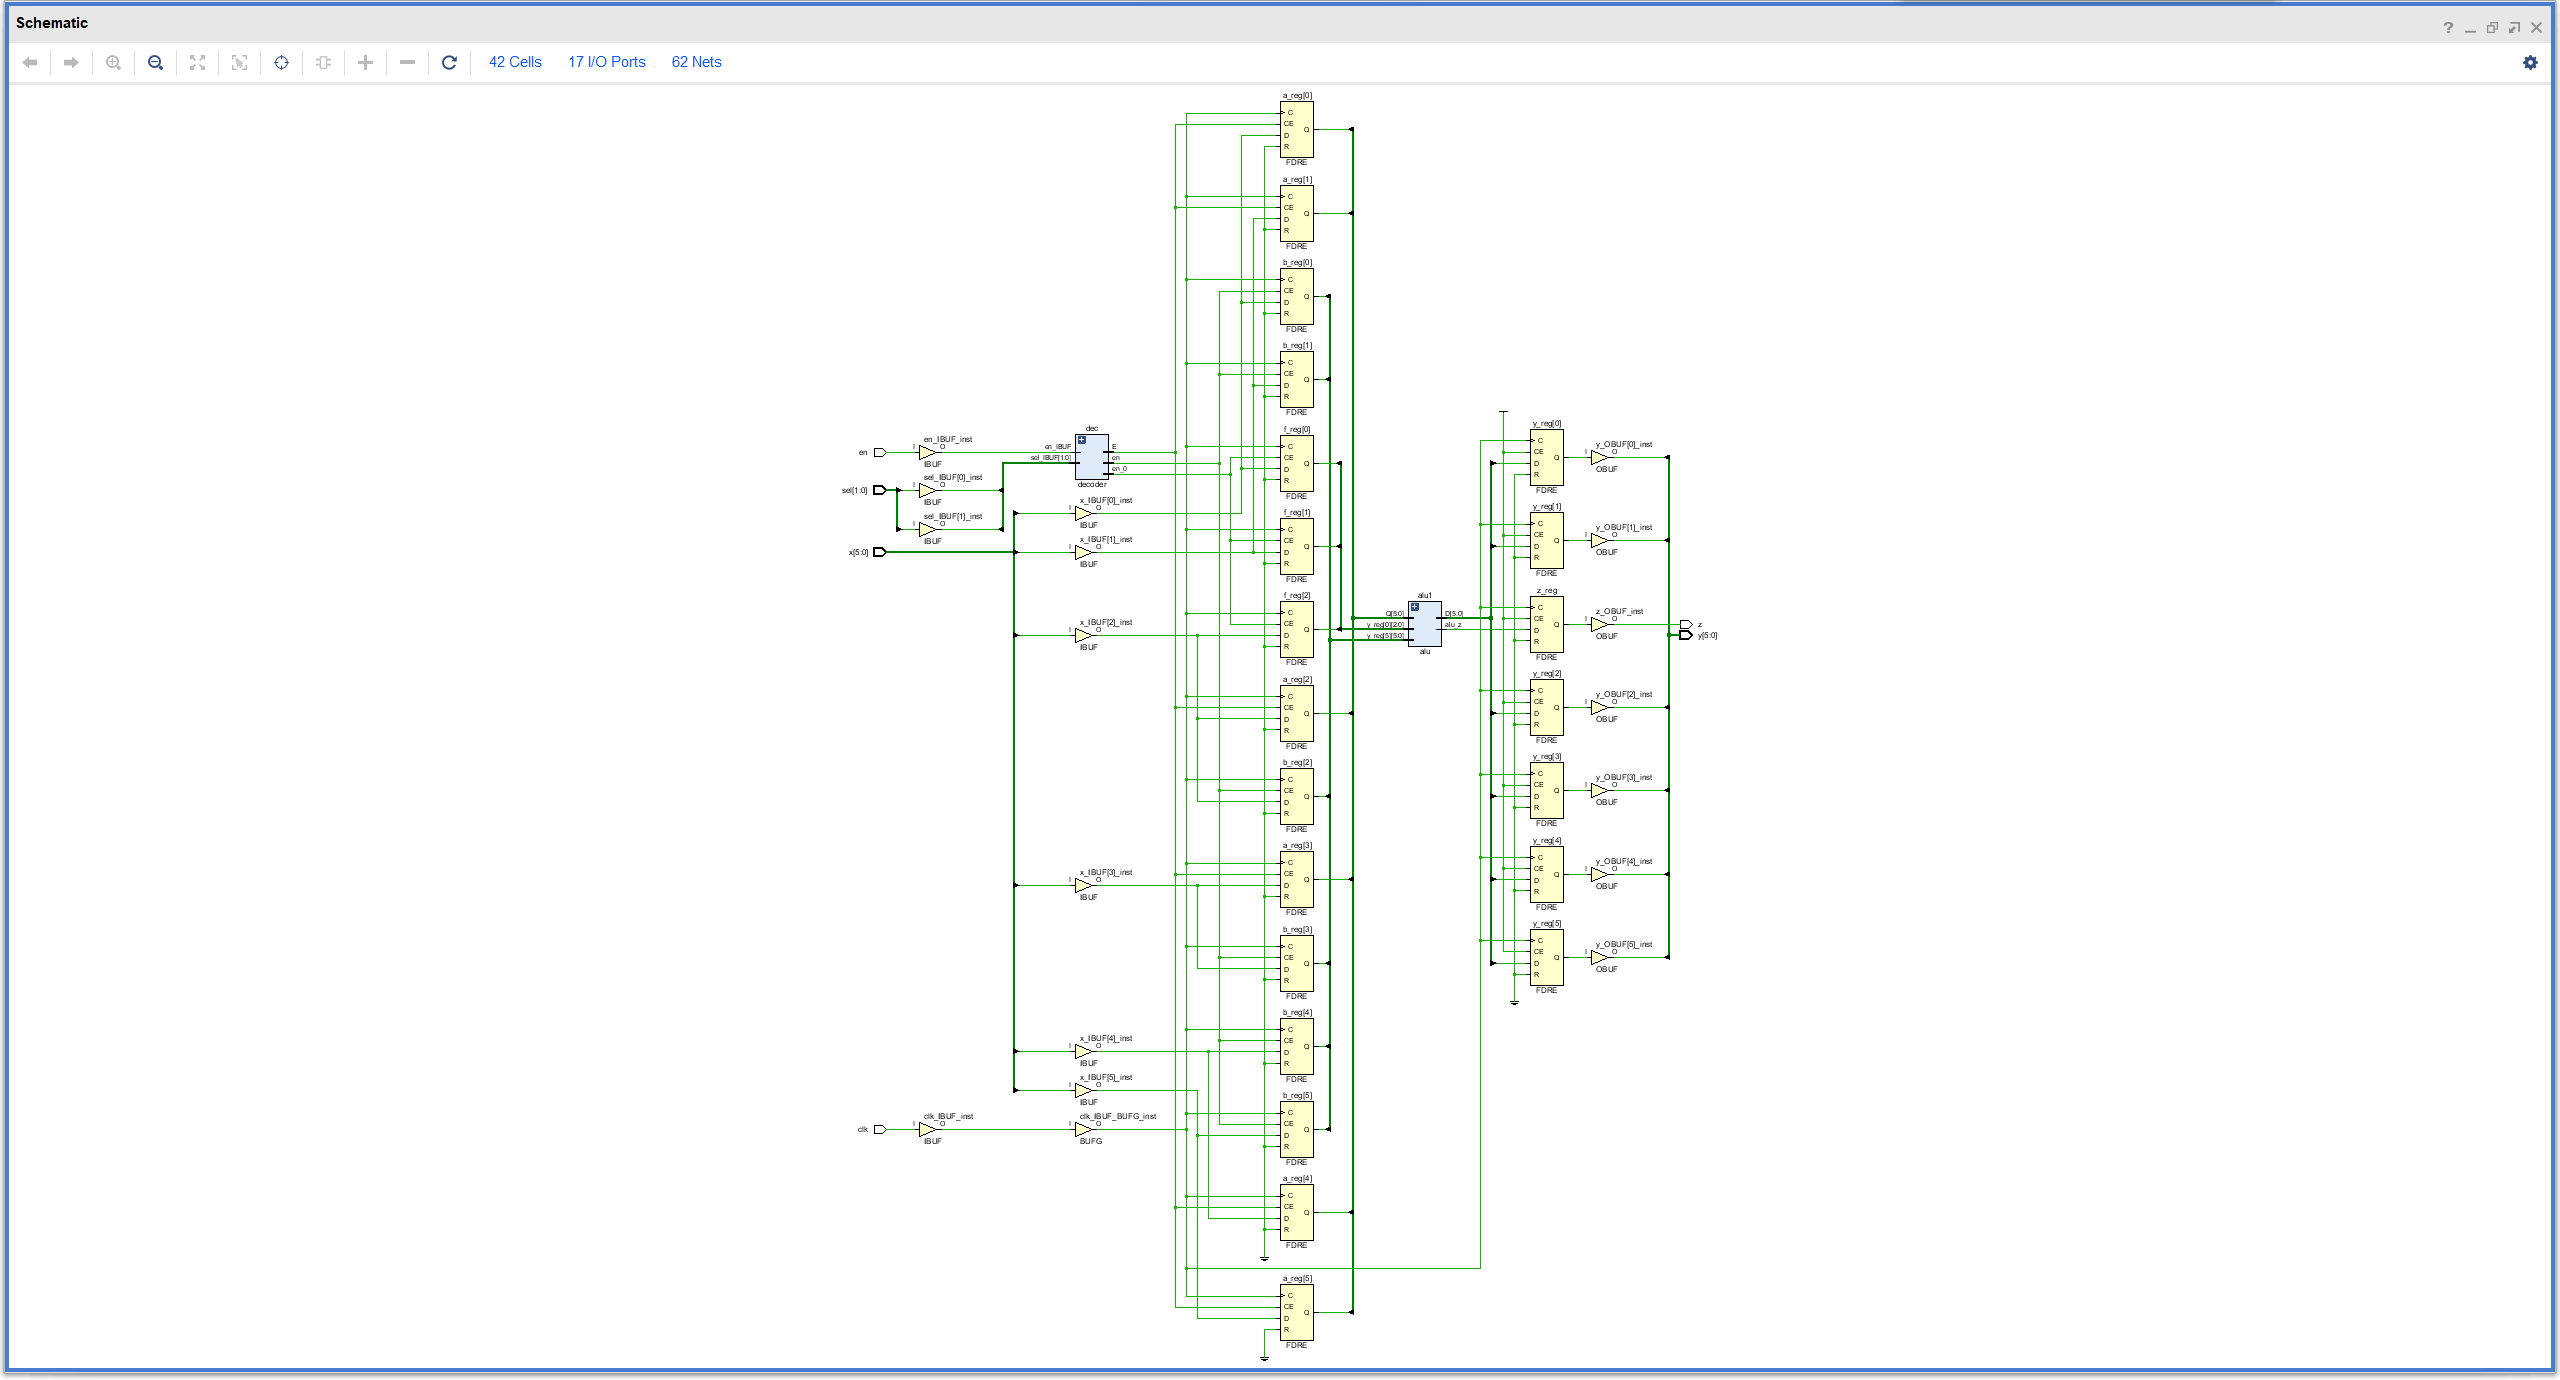 Schematic
42 Cells 17 I/O Ports 62 Nets
a_reg[0]
C
CE
D
R
Q
FDRE
a_reg[1]
C
CE
D
R
Q
FDRE
b_reg[0]
C
CE
D
R
Q
FDRE
b_reg[1]
C
CE
D
R
Q
FDRE
f_reg[0]
C
CE
D
R
Q
FDRE
f_reg[1]
C
CE
D
R
Q
FDRE
f_reg[2]
C
CE
D
R
Q
FDRE
a_reg[2]
C
CE
D
R
Q
FDRE
b_reg[2]
C
CE
D
R
Q
FDRE
a_reg[3]
C
CE
D
R
Q
FDRE
b_reg[3]
C
CE
D
R
Q
FDRE
b_reg[4]
C
CE
D
R
Q
FDRE
b_reg[5]
C
CE
D
R
Q
FDRE
a_reg[4]
C
CE
D
R
Q
FDRE
a_reg[5]
C
CE
D
R
Q
FDRE
en
en_IBUF_inst
I O
IBUF
sel[1:0]
sel_IBUF[0]_inst
I O
IBUF
sel_IBUF[1]_inst
I O
IBUF
x[5:0]
dec
en_IBUF
sel_IBUF[1:0]
E
en
en_0
decoder
x_IBUF[0]_inst
I O
IBUF
x_IBUF[1]_inst
I O
IBUF
x_IBUF[2]_inst
I O
IBUF
x_IBUF[3]_inst
I O
IBUF
x_IBUF[4]_inst
I O
IBUF
x_IBUF[5]_inst
I O
IBUF
clk
clk_IBUF_inst
I O
IBUF
clk_IBUF_BUFG_inst
I O
BUFG
alu1
Q[5:0]
y_reg[0][2:0]
y_reg[5][5:0]
D[5:0]
alu_z
alu
y_reg[0]
C
CE
D
R
Q
FDRE
y_OBUF[0]_inst
I O
OBUF
y_reg[1]
C
CE
D
R
Q
FDRE
y_OBUF[1]_inst
I O
OBUF
z_reg
C
CE
D
R
Q
FDRE
z_OBUF_inst
I O
OBUF
z
y[5:0]
y_reg[2]
C
CE
D
R
Q
FDRE
y_OBUF[2]_inst
I O
OBUF
y_reg[3]
C
CE
D
R
Q
FDRE
y_OBUF[3]_inst
I O
OBUF
y_reg[4]
C
CE
D
R
Q
FDRE
y_OBUF[4]_inst
I O
OBUF
y_reg[5]
C
CE
D
R
Q
FDRE
y_OBUF[5]_inst
I O
OBUF